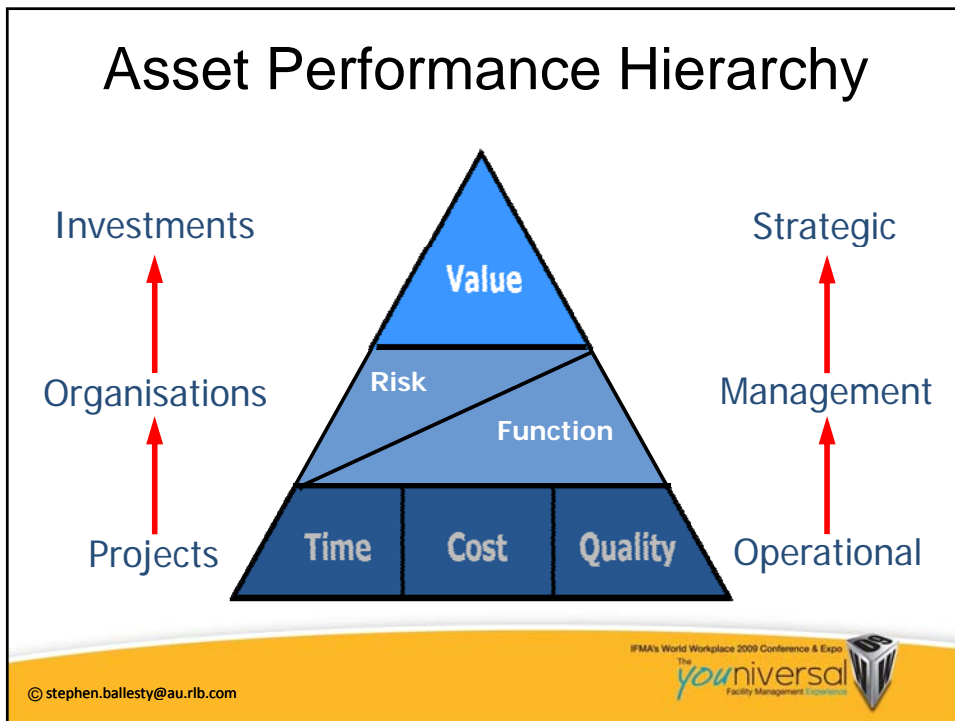 Asset Performance Hierarchy
Investments
Strategic
Value
Risk
Organisations
Management
Function
Projects
Time
Cost
Quality
Operational
IFMA's World Workplace 2009 Conference & Expo
The
youniversal
Facility Management Experience
09
© stephen.ballesty@au.rlb.com